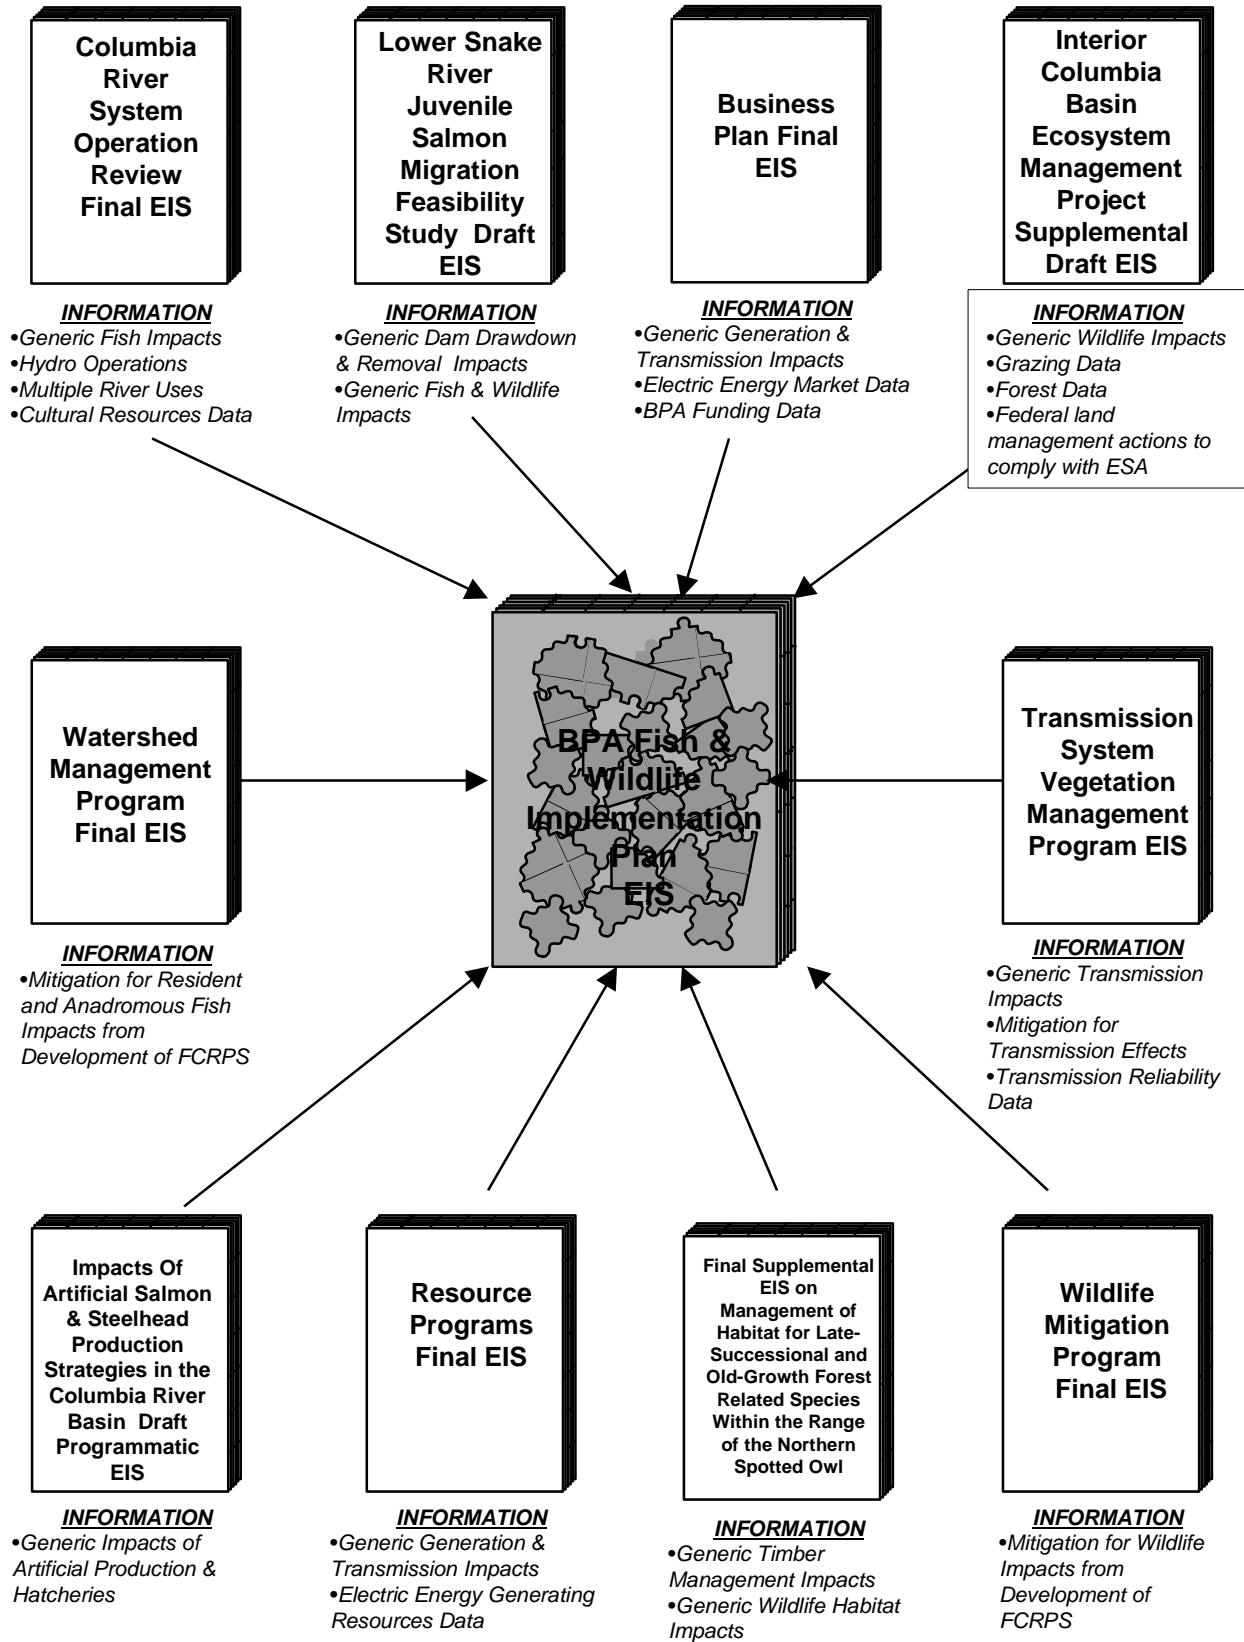 Columbia
River
System
Operation
Review
Final EIS
INFORMATION
•Generic Fish Impacts
•Hydro Operations
•Multiple River Uses
•Cultural Resources Data
Lower Snake
River
Juvenile
Salmon
Migration
Feasibility
Study Draft
EIS
INFORMATION
•Generic Dam Drawdown
& Removal Impacts
•Generic Fish & Wildlife
Impacts
Business
Plan Final
EIS
INFORMATION
•Generic Generation &
Transmission Impacts
•Electric Energy Market Data
•BPA Funding Data
Interior
Columbia
Basin
Ecosystem
Management
Project
Supplemental
Draft EIS
INFORMATION
•Generic Wildlife Impacts
•Grazing Data
•Forest Data
•Federal land
management actions to
comply with ESA
Watershed
Management
Program
Final EIS
INFORMATION
•Mitigation for Resident
and Anadromous Fish
Impacts from
Development of FCRPS
BPA Fish &
Wildlife
Implementation
Plan
EIS
Transmission
System
Vegetation
Management
Program EIS
INFORMATION
•Generic Transmission
Impacts
•Mitigation for
Transmission Effects
•Transmission Reliability
Data
Impacts Of
Artificial Salmon
& Steelhead
Production
Strategies in the
Columbia River
Basin Draft
Programmatic
EIS
INFORMATION
•Generic Impacts of
Artificial Production &
Hatcheries
Resource
Programs
Final EIS
INFORMATION
•Generic Generation &
Transmission Impacts
•Electric Energy Generating
Resources Data
Final Supplemental
EIS on
Management of
Habitat for Late-
Successional and
Old-Growth Forest
Related Species
Within the Range
of the Northern
Spotted Owl
INFORMATION
•Generic Timber
Management Impacts
•Generic Wildlife Habitat
Impacts
Wildlife
Mitigation
Program
Final EIS
INFORMATION
•Mitigation for Wildlife
Impacts from
Development of
FCRPS